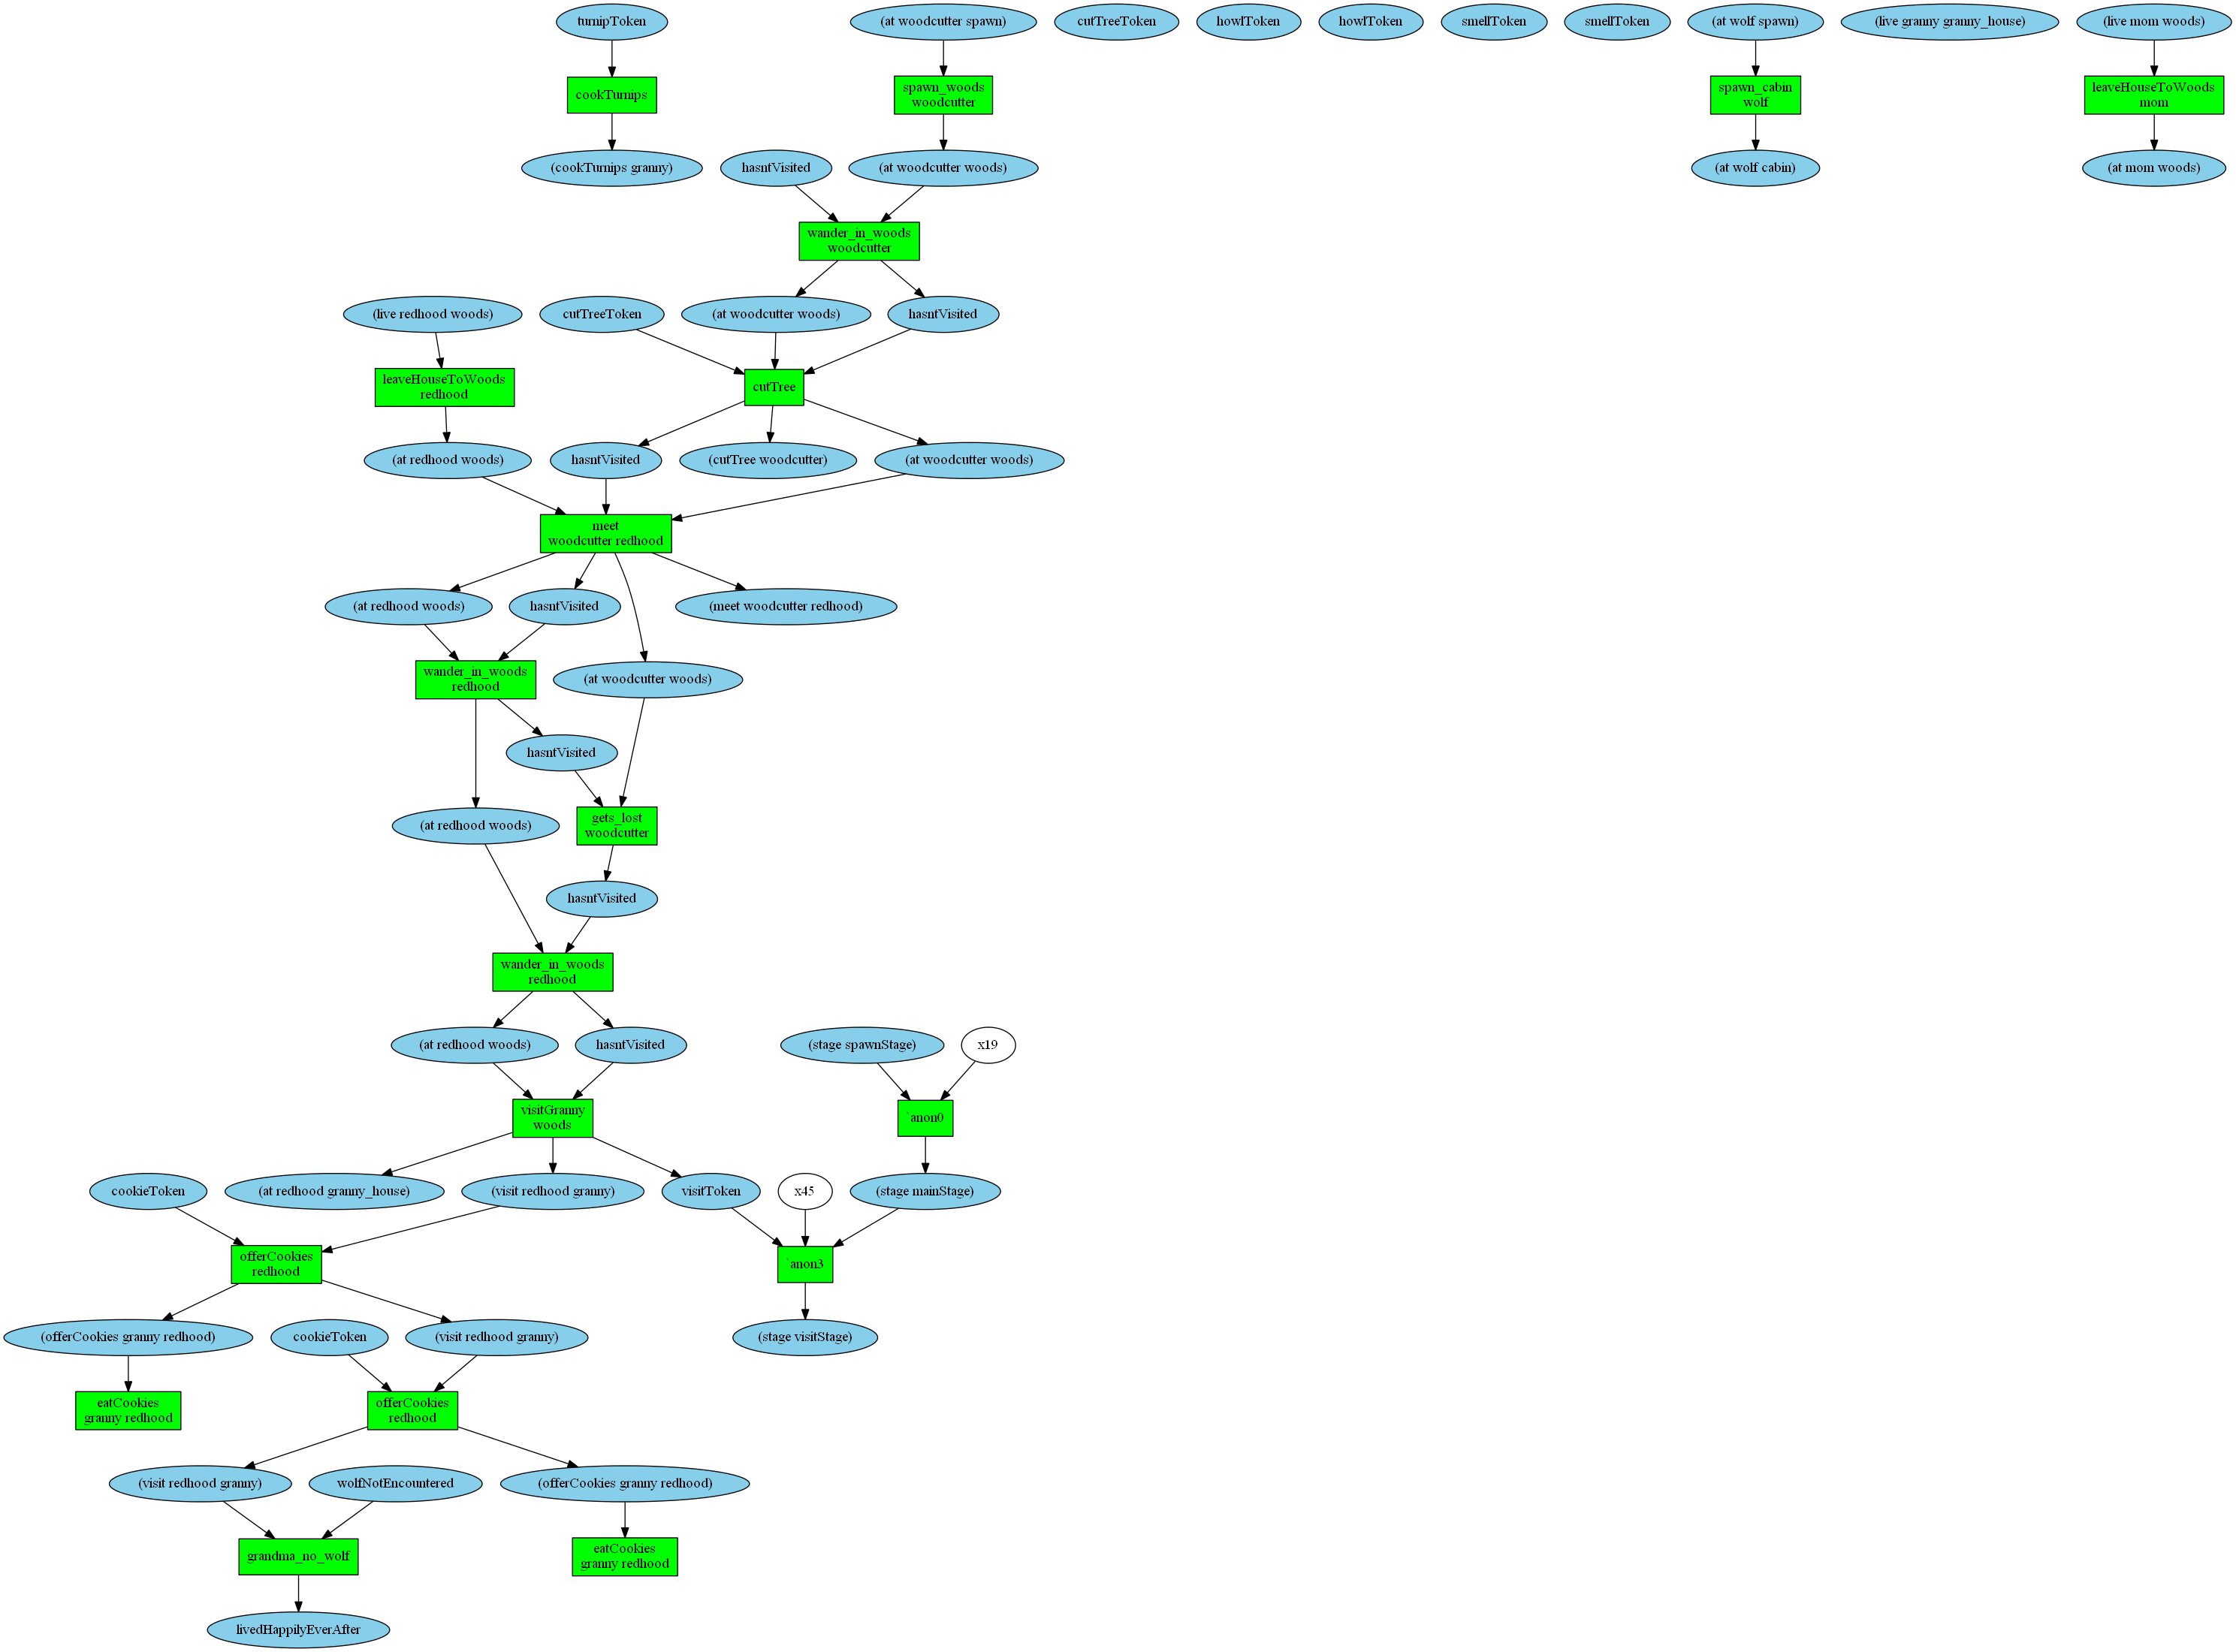 turnipToken
(at woodcutter spawn)
cutTreeToken
howlToken
howlToken
smellToken
smellToken
(at wolf spawn)
(live granny granny_house)
(live mom woods)
cookTurnips
spawn_woods
woodcutter
spawn_cabin
wolf
leaveHouseToWoods
mom
(cookTurnips granny)
hasntVisited
(at woodcutter woods)
(at wolf cabin)
(at mom woods)
wander_in_woods
woodcutter
(live redhood woods)
cutTreeToken
(at woodcutter woods)
hasntVisited
leaveHouseToWoods
redhood
cutTree
(at redhood woods)
hasntVisited
(cutTree woodcutter)
(at woodcutter woods)
meet
woodcutter redhood
(at redhood woods)
hasntVisited
(meet woodcutter redhood)
wander_in_woods
redhood
(at woodcutter woods)
hasntVisited
(at redhood woods)
gets_lost
woodcutter
hasntVisited
wander_in_woods
redhood
(at redhood woods)
hasntVisited
(stage spawnStage)
x19
visitGranny
woods
`anon0
cookieToken
(at redhood granny_house)
(visit redhood granny)
visitToken
x45
(stage mainStage)
offerCookies
redhood
`anon3
(offerCookies granny redhood)
cookieToken
(visit redhood granny)
(stage visitStage)
eatCookies
granny redhood
offerCookies
redhood
(visit redhood granny)
wolfNotEncountered
(offerCookies granny redhood)
grandma_no_wolf
eatCookies
granny redhood
livedHappilyEverAfter